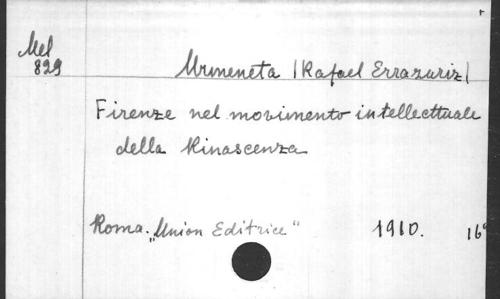 Mel
829
Urmeneta (Rafael Errazuriz)
Firenze nel movimento intellettuale
della Rinascenza
Roma. „Union Editrice" 1910. 16°